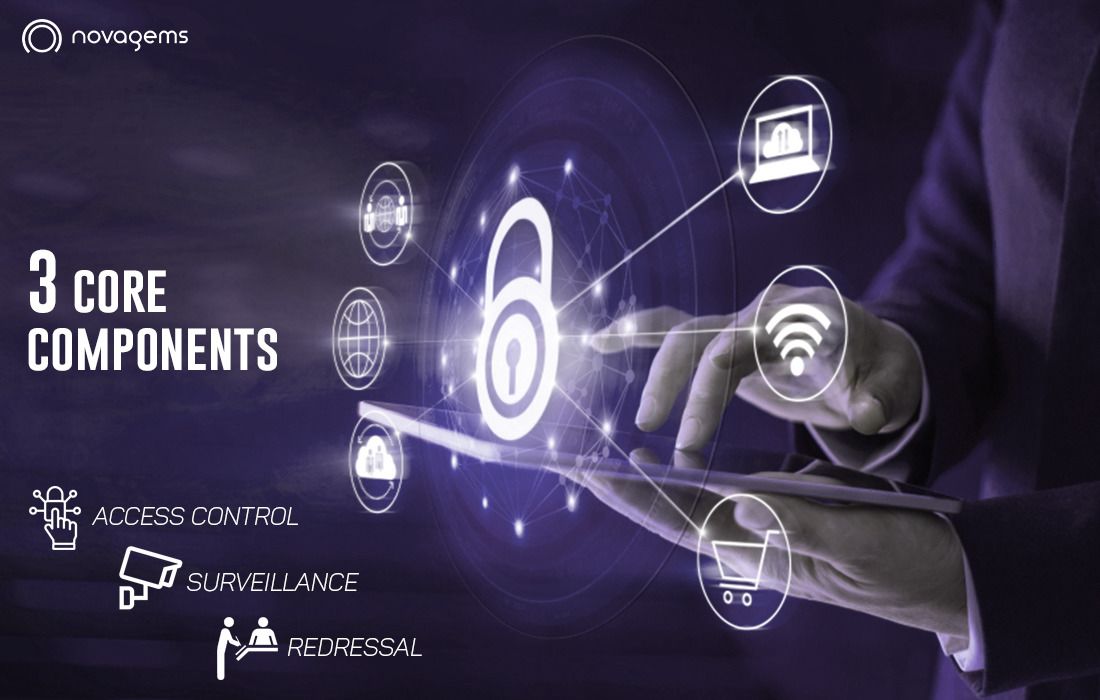 novagems
3 CORE
COMPONENTS
ACCESS CONTROL
SURVEILLANCE
REDRESSAL